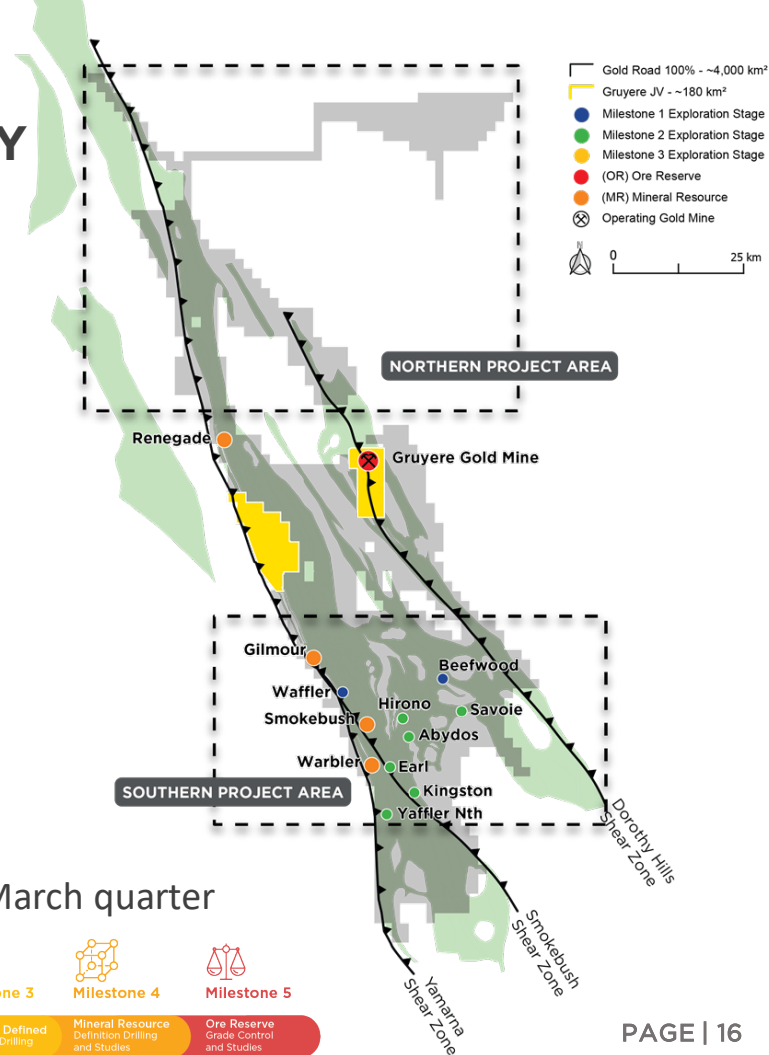 Y
Gold Road 100% - ~4,000 km²
Gruyere JV - ~180 km²
Milestone 1 Exploration Stage
Milestone 2 Exploration Stage
Milestone 3 Exploration Stage
(OR) Ore Reserve
(MR) Mineral Resource
Operating Gold Mine
N
0 25 km
NORTHERN PROJECT AREA
Renegade
Gruyere Gold Mine
Gilmour
Beefwood
Waffler
Hirono
Savoie
Smokebush
Abydos
Warbler
Earl
SOUTHERN PROJECT AREA
Kingston
Yaffler Nth
Dorothy Hills
Shear Zone
Smokebush
Shear Zone
Yamarna
Shear Zone
March quarter
one 3
Defined
Drilling
Milestone 4
Mineral Resource
Definition Drilling
and Studies
Milestone 5
Ore Reserve
Grade Control
and Studies
PAGE | 16